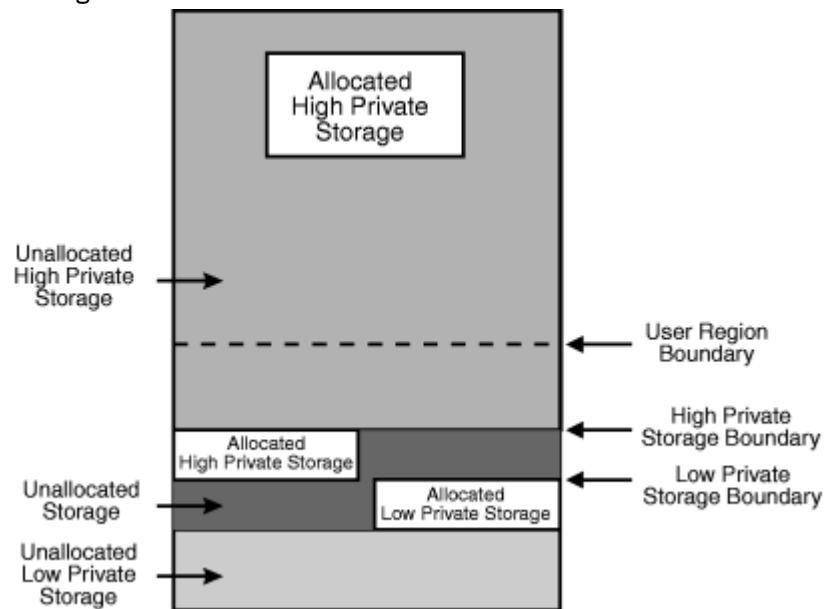 Allocated
High Private
Storage
Unallocated
High Private
Storage
User Region
Boundary
High Private
Storage Boundary
Allocated
High Private Storage
Low Private
Storage Boundary
Unallocated
Storage
Allocated
Low Private Storage
Unallocated
Low Private
Storage